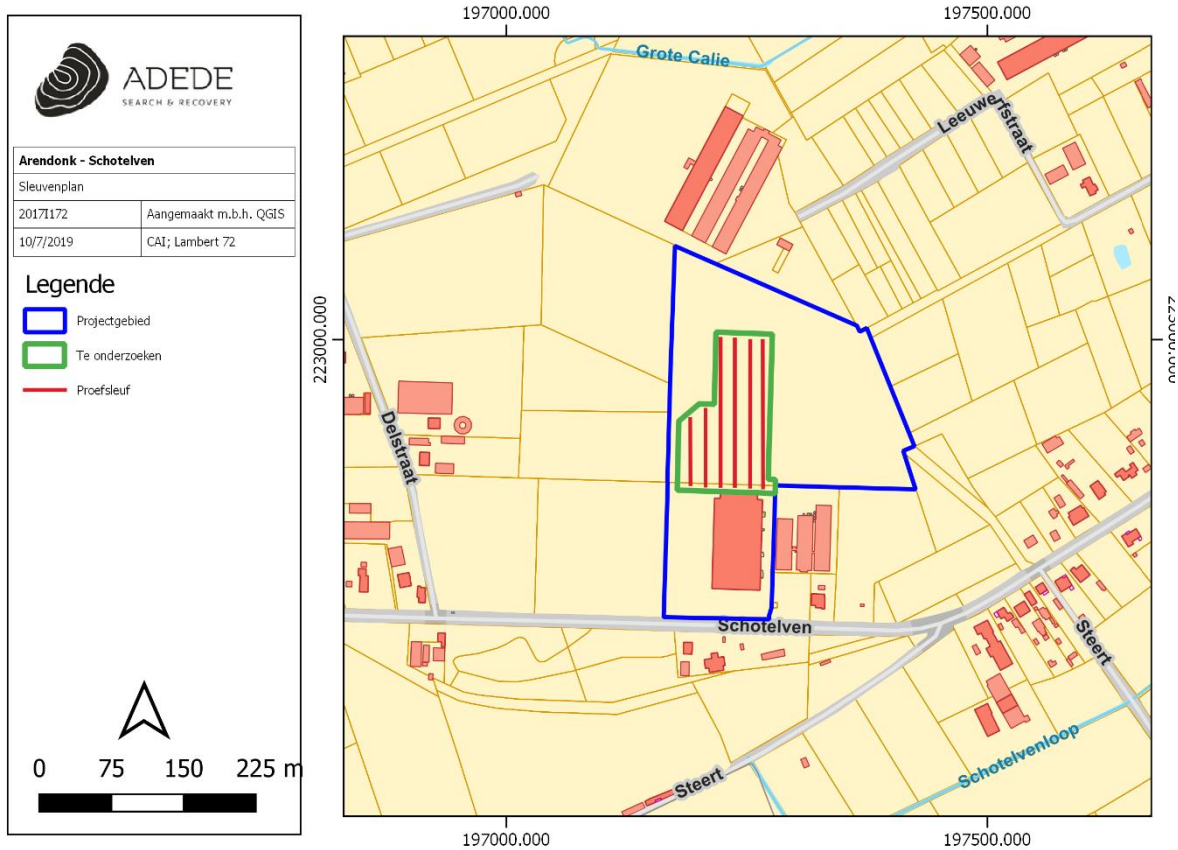 ADEDE
SEARCH & RECOVERY
Arendonk - Schotelven
Sleuvenplan
2017I172 Aangemaakt m.b.h. QGIS
10/7/2019 CAI; Lambert 72
Legende
Projectgebied
Te onderzoeken
Proefsleuf
0 75 150 225 m
197000.000 197500.000
223000.000
223000.000
Grote Calie
Leeuwerfstraat
Delstraat
Schotelven
Steert
Steert
Schotelvenloop
197000.000 197500.000